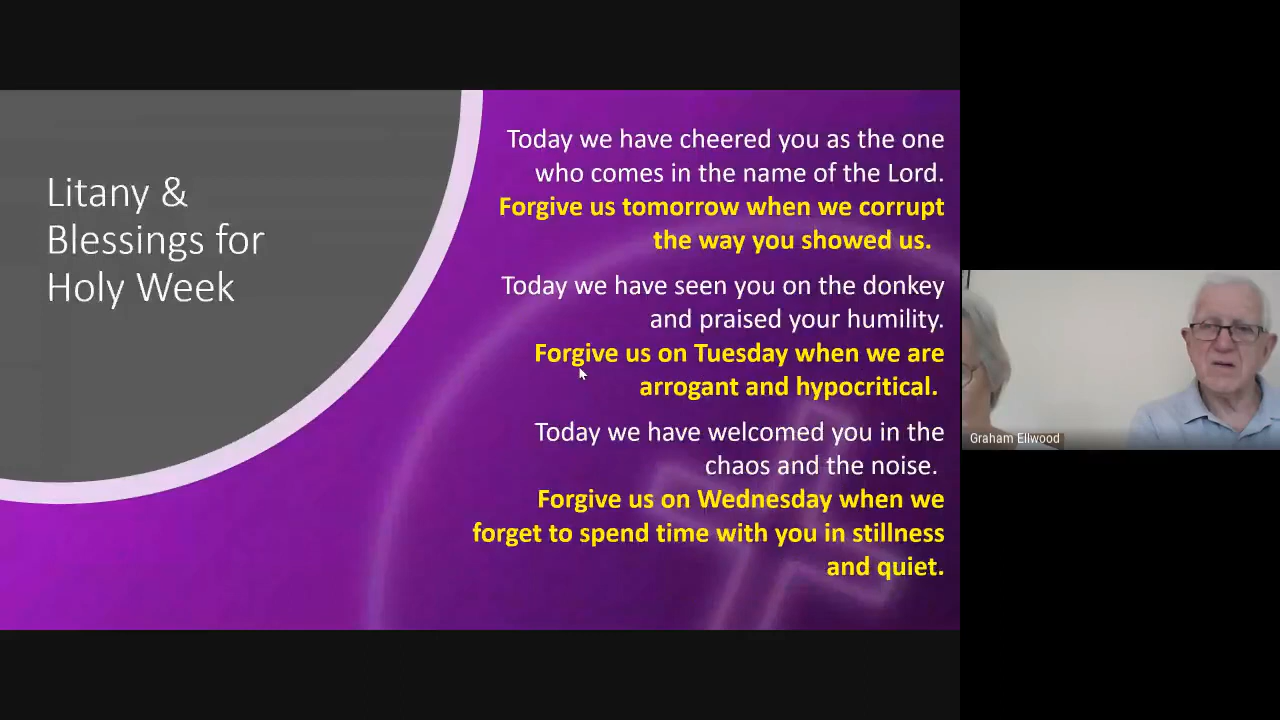 Litany &
Blessings for
Holy Week
Today we have cheered you as the one
who comes in the name of the Lord.
Forgive us tomorrow when we corrupt
the way you showed us.
Today we have seen you on the donkey
and praised your humility.
Forgive us on Tuesday when we are
arrogant and hypocritical.
Today we have welcomed you in the
chaos and the noise.
Forgive us on Wednesday when we
forget to spend time with you in stillness
and quiet.
Graham Ellwood